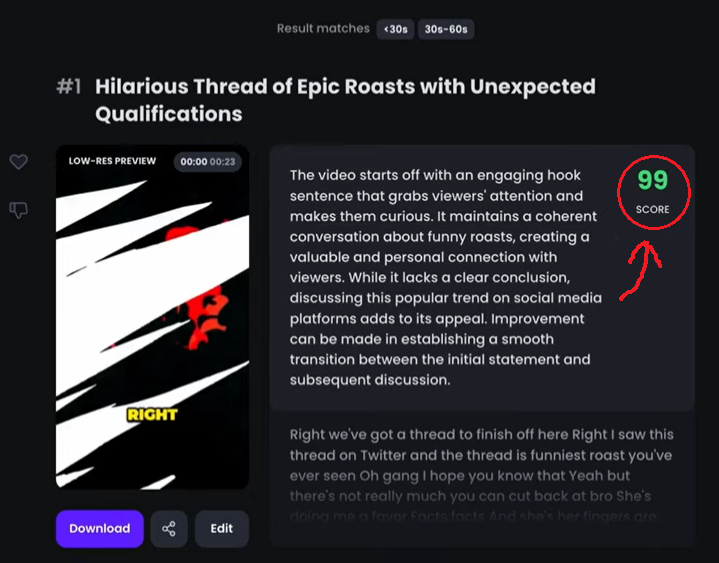 Result matches <30s 30s-60s
#1 Hilarious Thread of Epic Roasts with Unexpected
Qualifications
LOW-RES PREVIEW 00:00 00:23
RIGHT
The video starts off with an engaging hook
sentence that grabs viewers' attention and
makes them curious. It maintains a coherent
conversation about funny roasts, creating a
valuable and personal connection with
viewers. While it lacks a clear conclusion,
discussing this popular trend on social media
platforms adds to its appeal. Improvement
can be made in establishing a smooth
transition between the initial statement and
subsequent discussion.
99
SCORE
Right we've got a thread to finish off here Right I saw this
thread on Twitter and the thread is funniest roast you've
ever seen Oh gang I hope you know that Yeah but
there's not really much you can cut back at bro She's
doing me a favor Facts facts And she's her fingers are
Download Edit